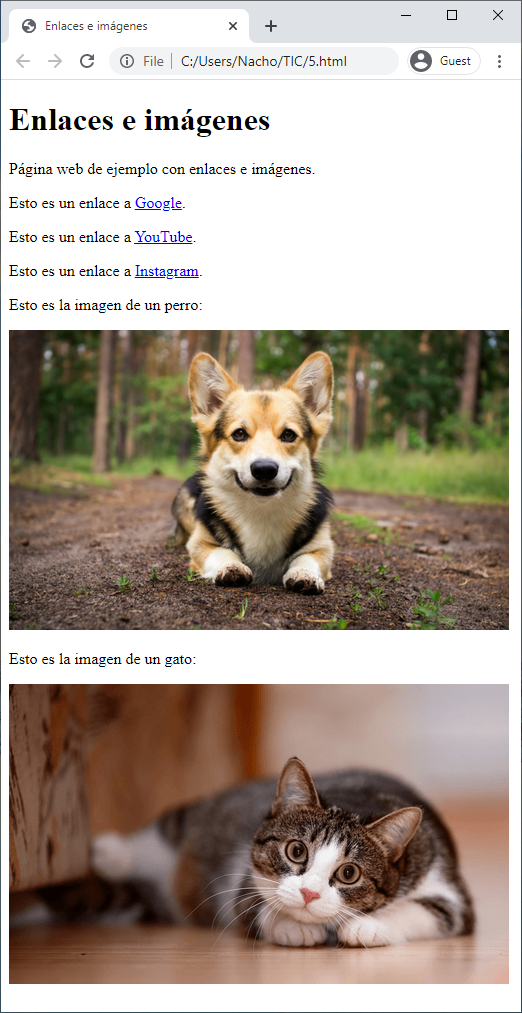 Enlaces e imágenes
File C:/Users/Nacho/TIC/5.html Guest
Enlaces e imágenes
Página web de ejemplo con enlaces e imágenes.
Esto es un enlace a Google.
Esto es un enlace a YouTube.
Esto es un enlace a Instagram.
Esto es la imagen de un perro:
Esto es la imagen de un gato: